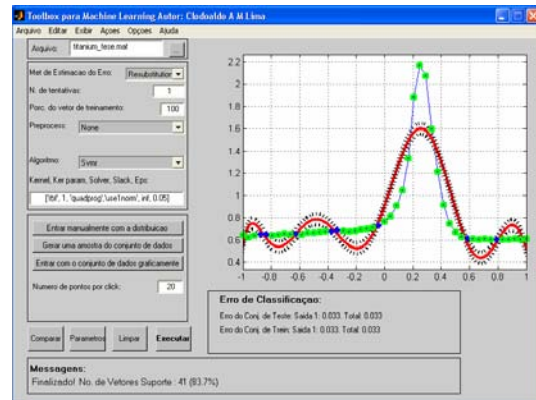 Toolbox para Machine Learning Autor: Clodoaldo A M Lima
Arquivo Editar Exibir Açoes Opçoes Ajuda
Arquivo: titanium_tese.mat ...
Met de Estimacao do Erro: Resubstitution
N. de tentativas: 1
Porc. do vetor de treinamento: 100
Preprocess: None
Algoritmo: Svmr
Kernel, Ker param, Solver, Slack, Eps:
['rbf', 1, 'quadprog','use1norm', inf, 0.05]
Entrar manualmente com a distribuicao
Gerar uma amostra do conjunto de dados
Entrar com o conjunto de dados graficamente
Numero de pontos por click: 20
Comparar Parametros Limpar Executar
2.2
2
1.8
1.6
1.4
1.2
1
0.8
0.6
0.4
-1 -0.8 -0.6 -0.4 -0.2 0 0.2 0.4 0.6 0.8 1
Erro de Classificaçao:
Erro do Conj. de Teste: Saida 1: 0.033. Total: 0.033
Erro do Conj. de Trein: Saida 1: 0.033. Total: 0.033
Messagens:
Finalizado! No. de Vetores Suporte : 41 (83.7%)